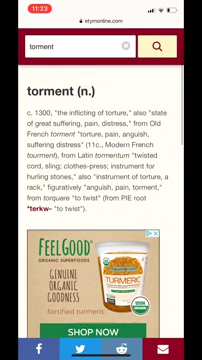 11:23
etymonline.com
torment
torment (n.)
c. 1300, "the inflicting of torture," also "state
of great suffering, pain, distress," from Old
French torment "torture, pain, anguish,
suffering distress" (11c., Modern French
tourment), from Latin tormentum "twisted
cord, sling; clothes-press; instrument for
hurling stones," also "instrument of torture, a
rack," figuratively "anguish, pain, torment,"
from torquere "to twist" (from PIE root
*terkw- "to twist").
FEELGOOD
ORGANIC SUPERFOODS
GENUINE
ORGANIC
GOODNESS
fortified turmeric
TURMERIC
USDA
ORGANIC
SHOP NOW